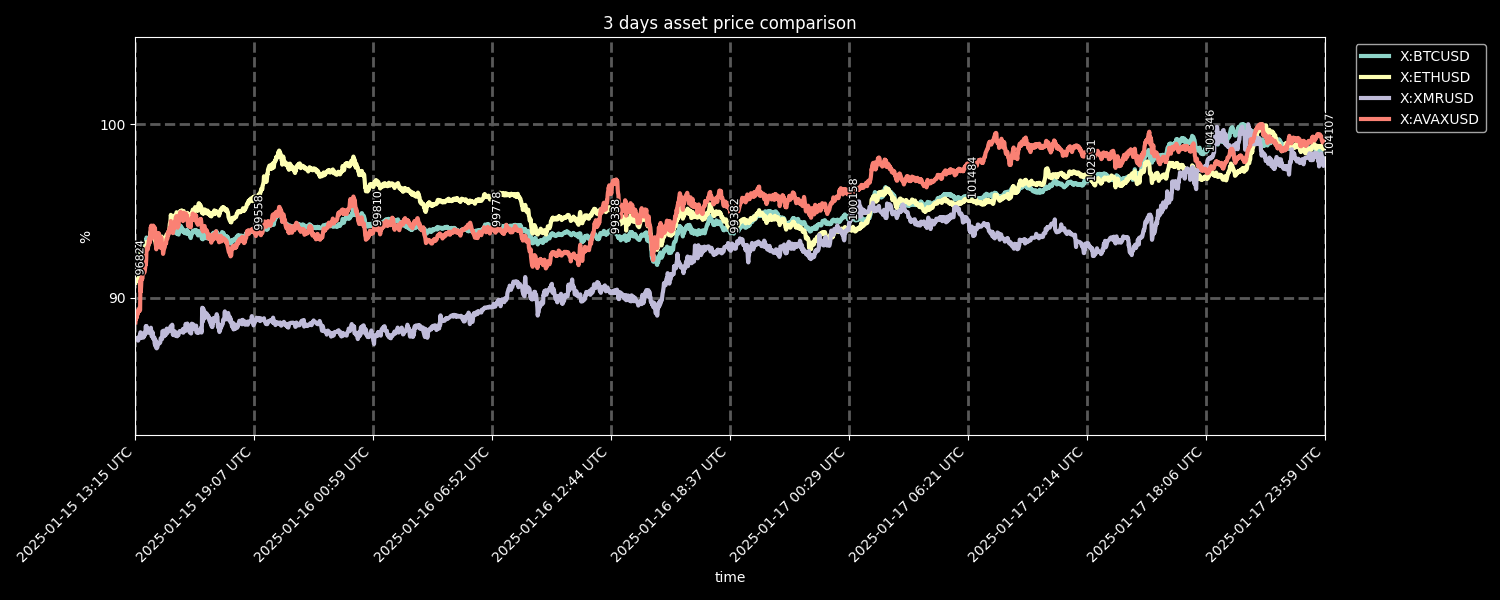 3 days asset price comparison
X:BTCUSD
X:ETHUSD
X:XMRUSD
X:AVAXUSD
100
90
%
96824
99558
99810
99778
99338
99382
100158
101484
102531
104346
104107
2025-01-15 13:15 UTC
2025-01-15 19:07 UTC
2025-01-16 00:59 UTC
2025-01-16 06:52 UTC
2025-01-16 12:44 UTC
2025-01-16 18:37 UTC
2025-01-17 00:29 UTC
2025-01-17 06:21 UTC
2025-01-17 12:14 UTC
2025-01-17 18:06 UTC
2025-01-17 23:59 UTC
time